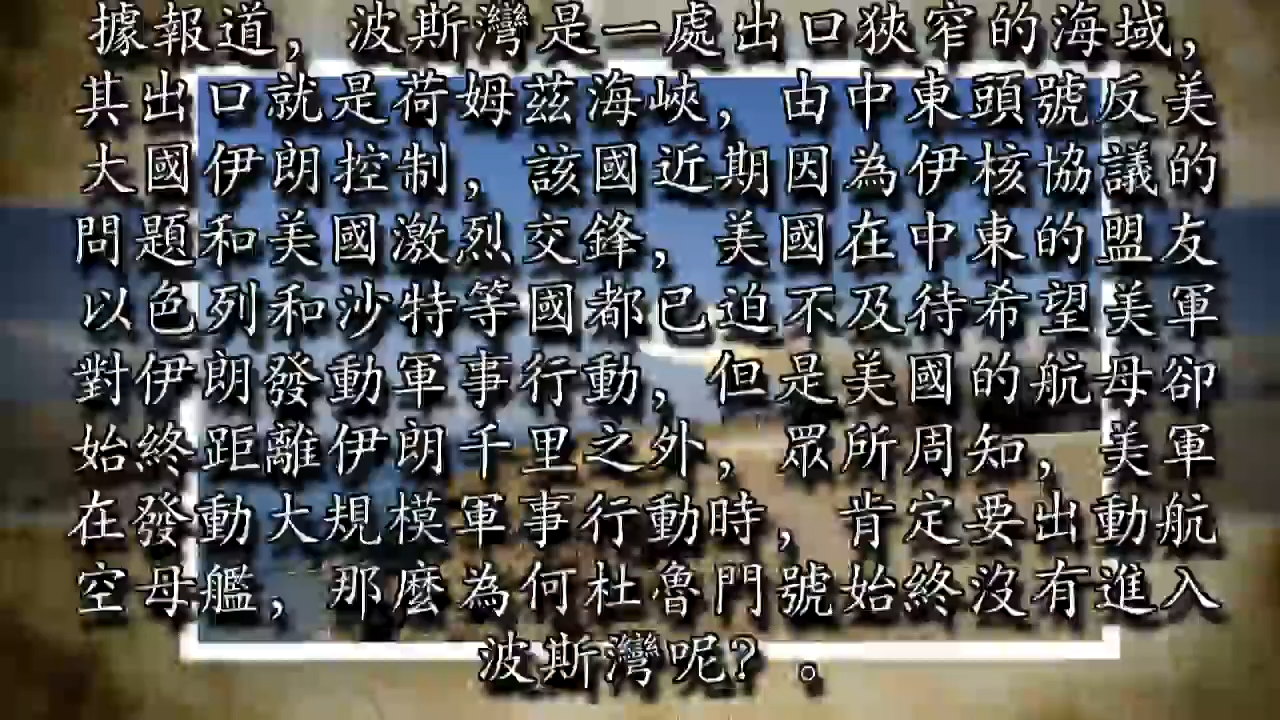 據報道，波斯灣是一處出口狹窄的海域，
其出口就是荷姆茲海峽，由中東頭號反美
大國伊朗控制，該國近期因為伊核協議的
問題和美國激烈交鋒，美國在中東的盟友
以色列和沙特等國都已迫不及待希望美軍
對伊朗發動軍事行動，但是美國的航母卻
始終距離伊朗千里之外，眾所周知，美軍
在發動大規模軍事行動時，肯定要出動航
空母艦，那麼為何杜魯門號始終沒有進入
波斯灣呢？。